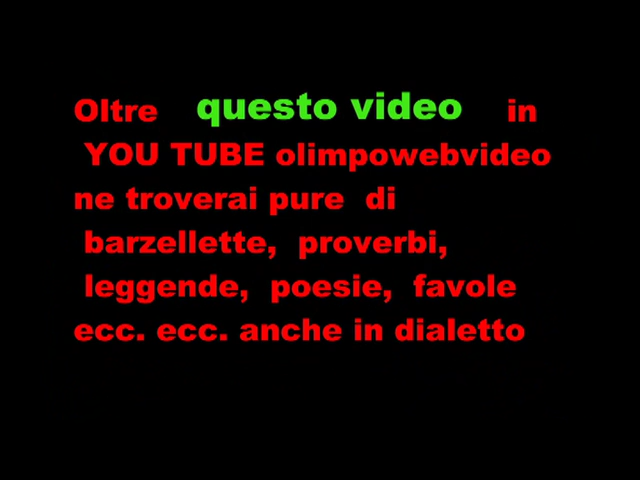 Oltre questo video in
YOU TUBE olimpowebvideo
ne troverai pure di
barzellette, proverbi,
leggende, poesie, favole
ecc. ecc. anche in dialetto